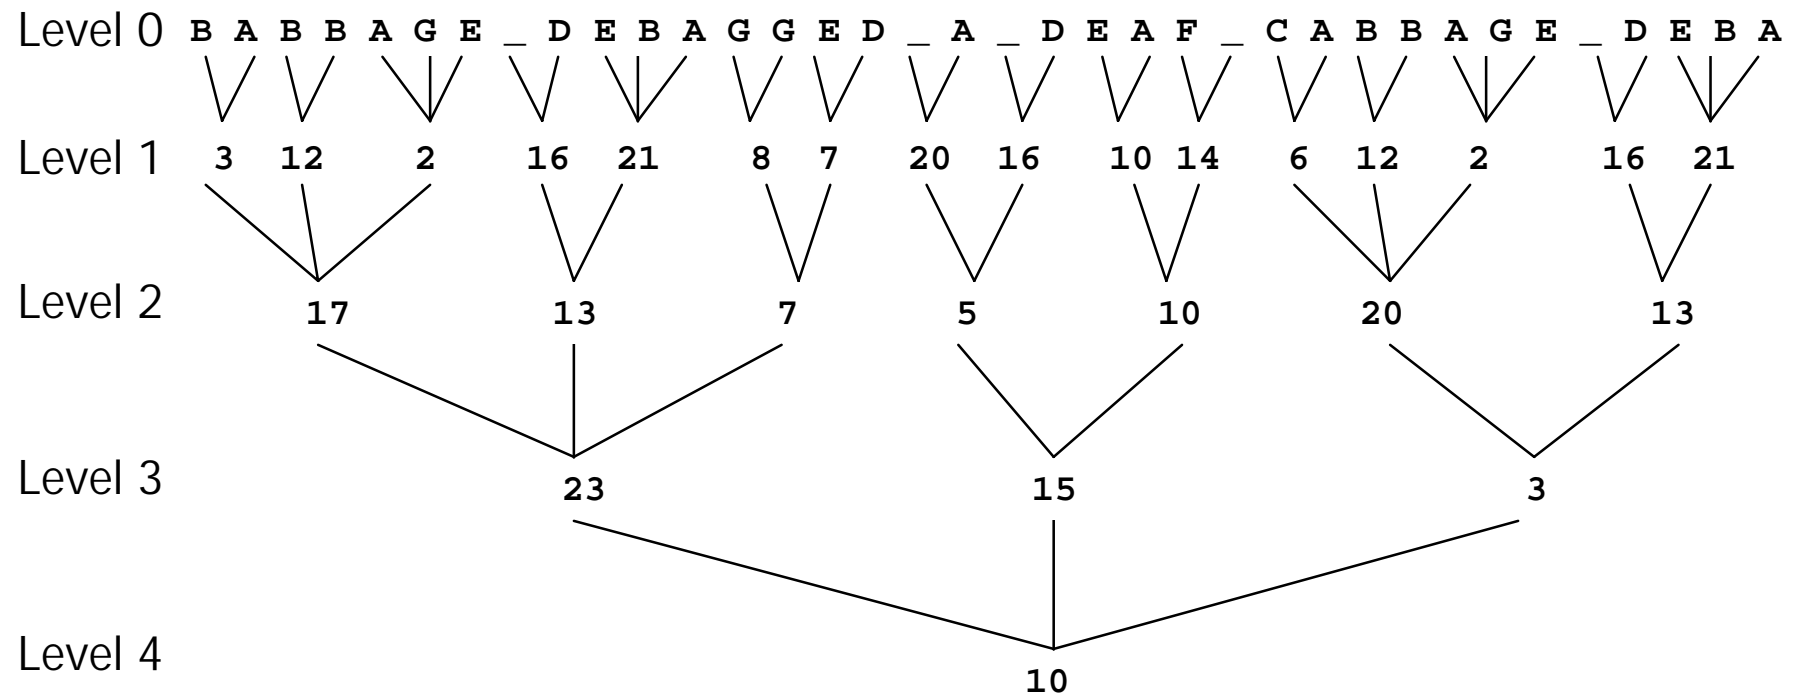 Level 0 B A B B A G E _ D E B A G G E D _ A _ D E A F _ C A B B A G E _ D E B A
Level 1 3 12 2 16 21 8 7 20 16 10 14 6 12 2 16 21
Level 2 17 13 7 5 10 20 13
Level 3 23 15 3
Level 4 10